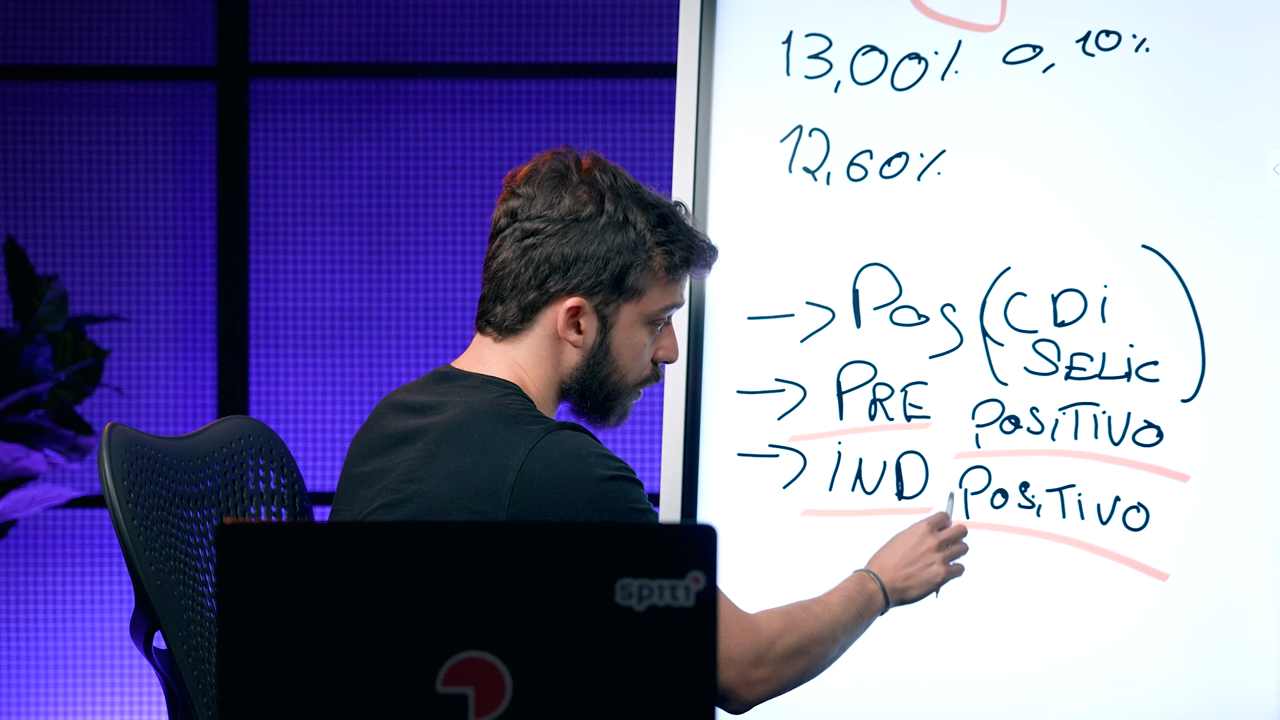 13,00% 0,10%
12,60%
→ Pos (CDi
SELic)
→ PRE POSiTiVO
→ iND POSiTiVO
spiti